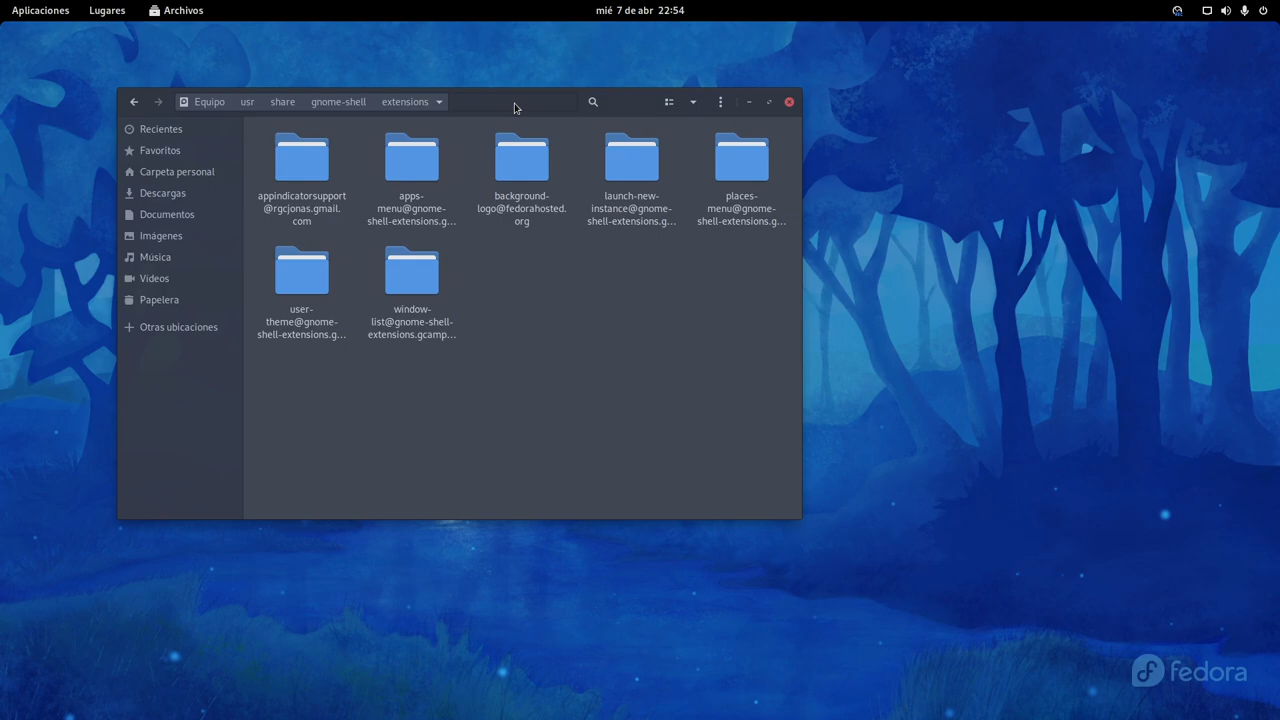 Aplicaciones Lugares Archivos mié 7 de abr 22:54
Equipo usr share gnome-shell extensions
Recientes
Favoritos
Carpeta personal
Descargas
Documentos
Imágenes
Música
Vídeos
Papelera
Otras ubicaciones
appindicatorsupport
@rgcjonas.gmail.
com
apps-
menu@gnome-
shell-extensions.g...
background-
logo@fedorahosted.
org
launch-new-
instance@gnome-
shell-extensions.g...
places-
menu@gnome-
shell-extensions.g...
user-
theme@gnome-
shell-extensions.g...
window-
list@gnome-shell-
extensions.gcamp...
fedora